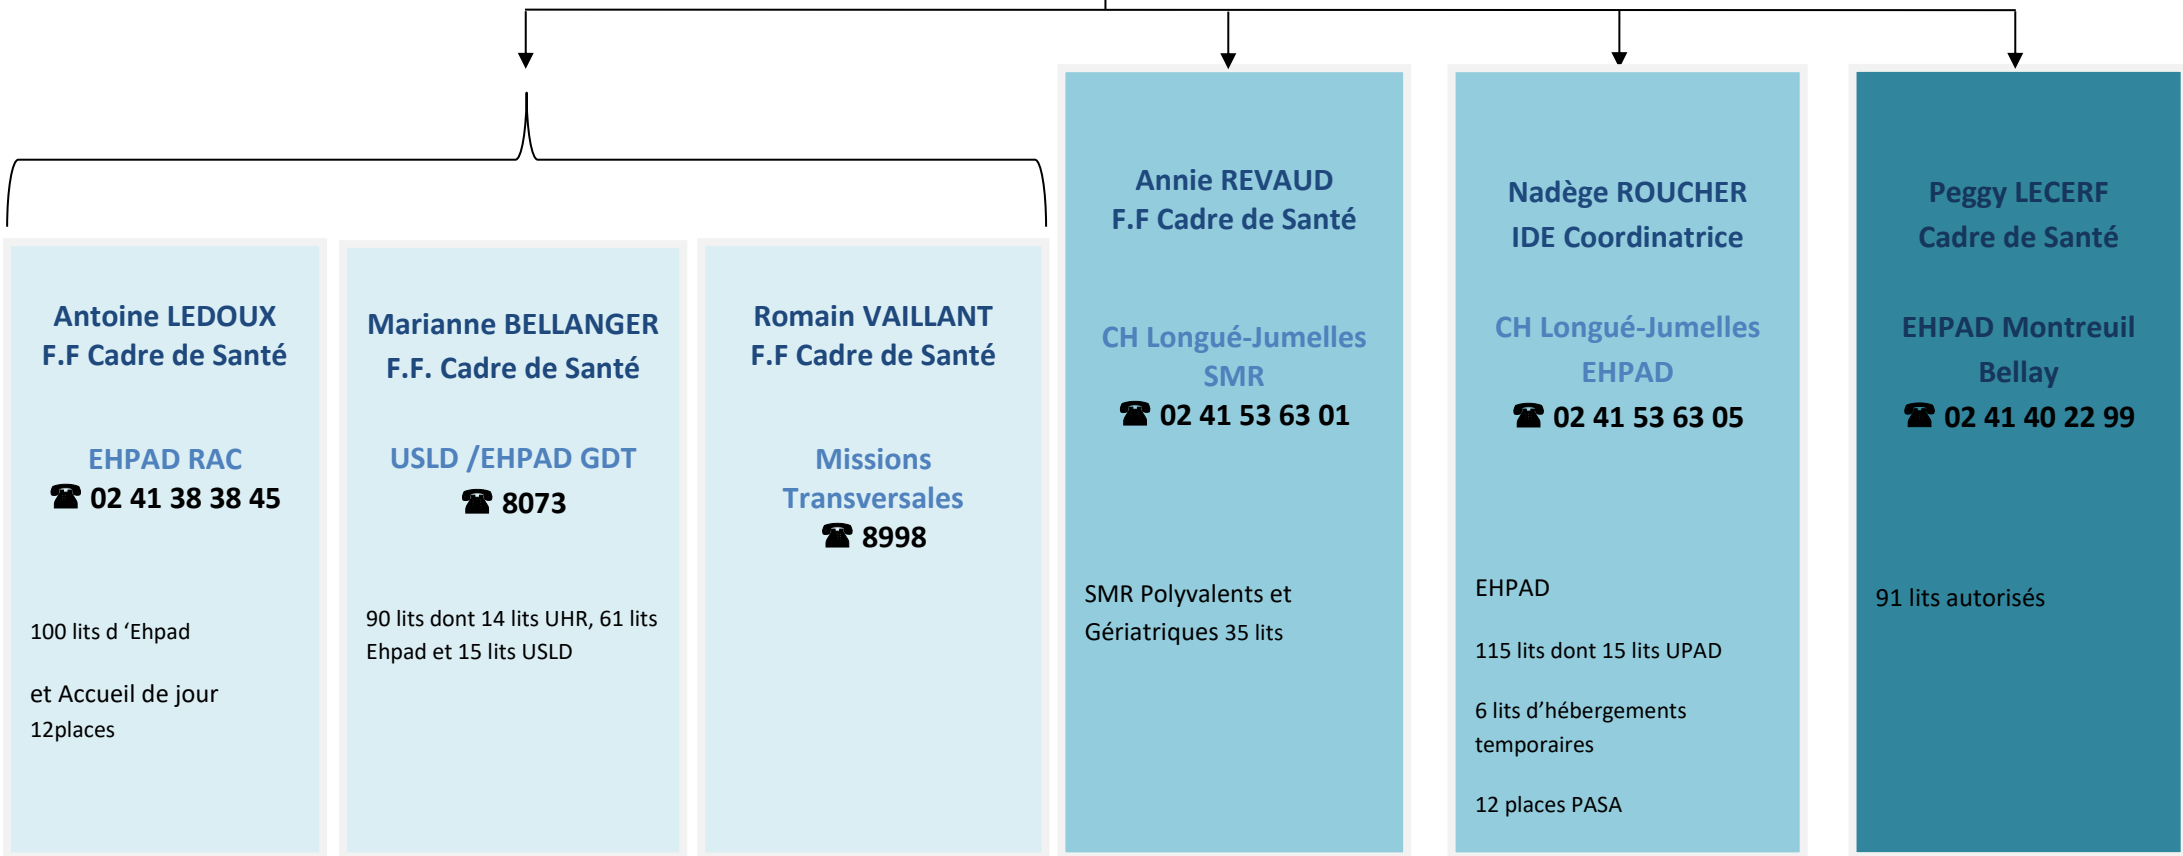 Antoine LEDOUX
F.F Cadre de Santé
EHPAD RAC
☎ 02 41 38 38 45
100 lits d ‘Ehpad
et Accueil de jour
12places
Marianne BELLANGER
F.F. Cadre de Santé
USLD /EHPAD GDT
☎ 8073
90 lits dont 14 lits UHR, 61 lits
Ehpad et 15 lits USLD
Romain VAILLANT
F.F Cadre de Santé
Missions
Transversales
☎ 8998
Annie REVAUD
F.F Cadre de Santé
CH Longué-Jumelles
SMR
☎ 02 41 53 63 01
SMR Polyvalents et
Gériatriques 35 lits
Nadège ROUCHER
IDE Coordinatrice
CH Longué-Jumelles
EHPAD
☎ 02 41 53 63 05
EHPAD
115 lits dont 15 lits UPAD
6 lits d’hébergements
temporaires
12 places PASA
Peggy LECERF
Cadre de Santé
EHPAD Montreuil
Bellay
☎ 02 41 40 22 99
91 lits autorisés